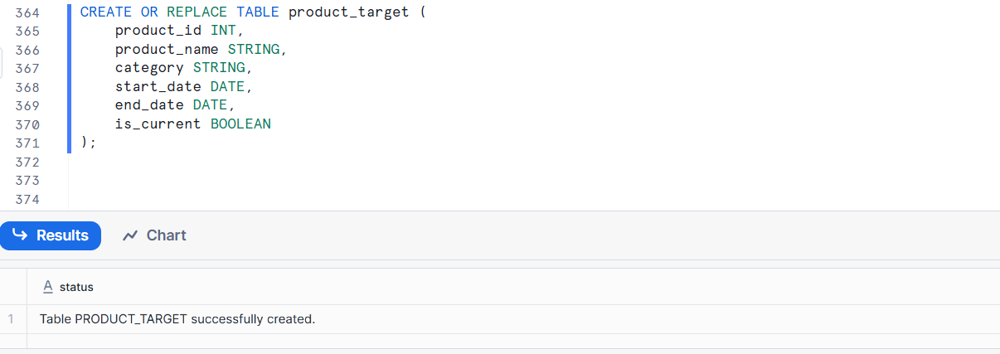 364 CREATE OR REPLACE TABLE product_target (
365 product_id INT,
366 product_name STRING,
367 category STRING,
368 start_date DATE,
369 end_date DATE,
370 is_current BOOLEAN
371 );
372
373
374
Results Chart
A status
1 Table PRODUCT_TARGET successfully created.